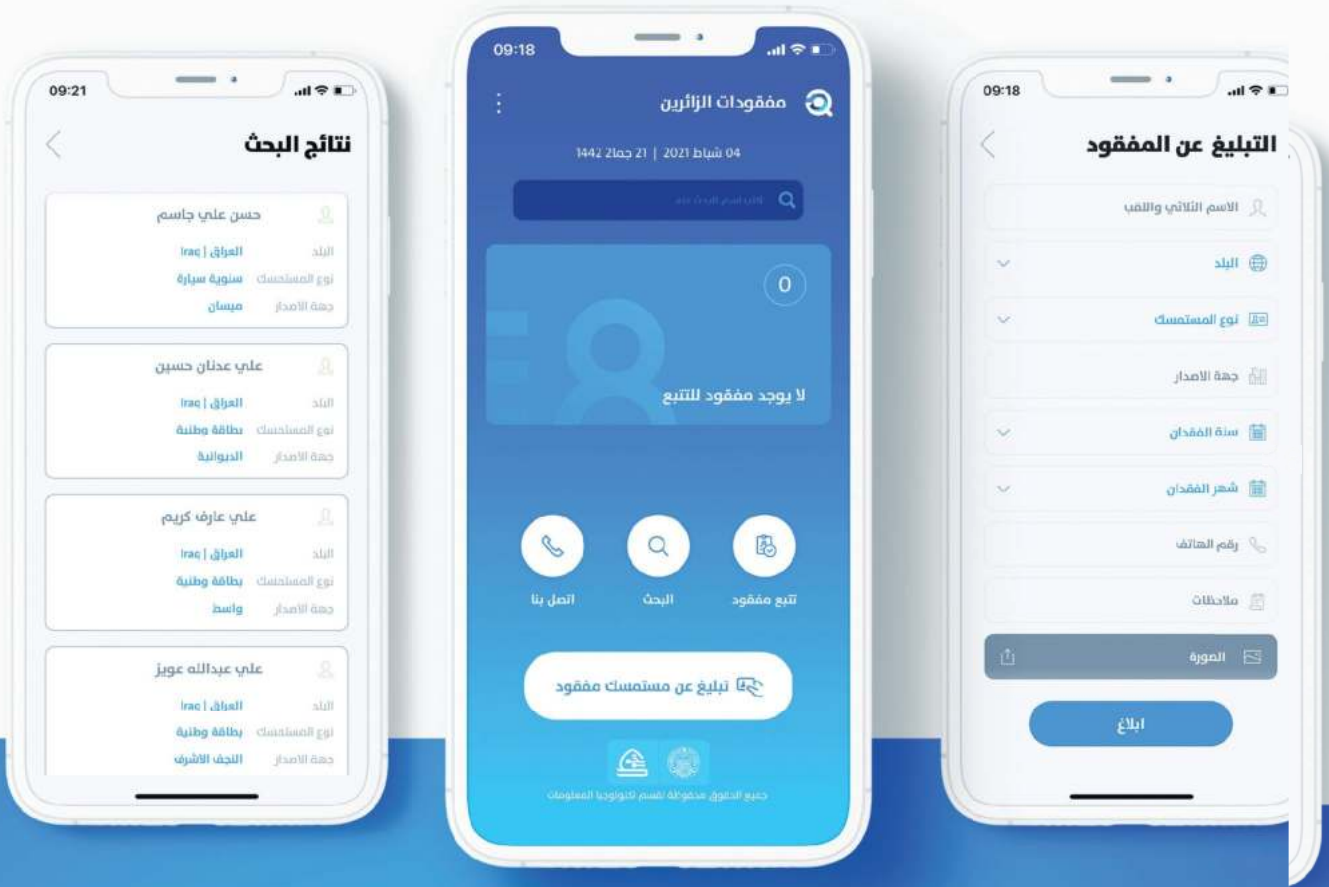 09:21
نتائج البحث
حسن علي جاسم
البلد العراق | Iraq
نوع المستمسك سنوية سيارة
جهة الاصدار ميسان
علي عدنان حسين
البلد العراق | Iraq
نوع المستمسك بطاقة وطنية
جهة الاصدار الديوانية
علي عارف كريم
البلد العراق | Iraq
نوع المستمسك بطاقة وطنية
جهة الاصدار واسط
علي عبدالله عويز
البلد العراق | Iraq
نوع المستمسك بطاقة وطنية
جهة الاصدار النجف الاشرف
09:18
مفقودات الزائرين
04 شباط 2021 | 21 جما2 1442
0
لا يوجد مفقود للتتبع
تتبع مفقود
البحث
اتصل بنا
تبليغ عن مستمسك مفقود
جميع الحقوق محفوظة لقسم تكنولوجيا المعلومات
09:18
التبليغ عن المفقود
الاسم الثلاثي واللقب
البلد
نوع المستمسك
جهة الاصدار
سنة الفقدان
شهر الفقدان
رقم الهاتف
ملاحظات
الصورة
ابلاغ